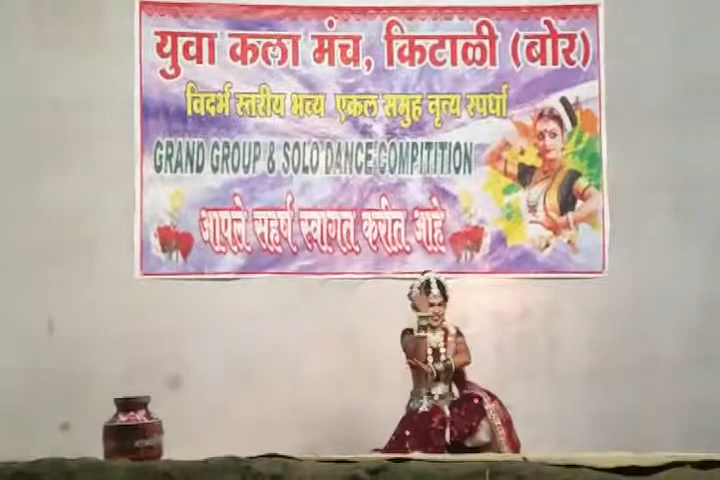 युवा कला मंच, किटाळी (बोर)
विदर्भ स्तरीय भव्य एकल समुह नृत्य स्पर्धा
GRAND GROUP & SOLO DANCE COMPITITION
आपले सहर्ष स्वागत करीत आहे